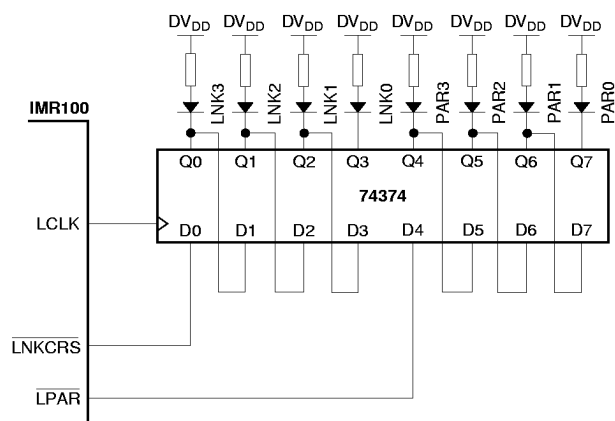 DVDD DVDD DVDD DVDD DVDD DVDD DVDD DVDD
LNK3 LNK2 LNK1 LNK0 PAR3 PAR2 PAR1 PAR0
IMR100
Q0 Q1 Q2 Q3 Q4 Q5 Q6 Q7
74374
LCLK
D0 D1 D2 D3 D4 D5 D6 D7
LNKCRS
LPAR